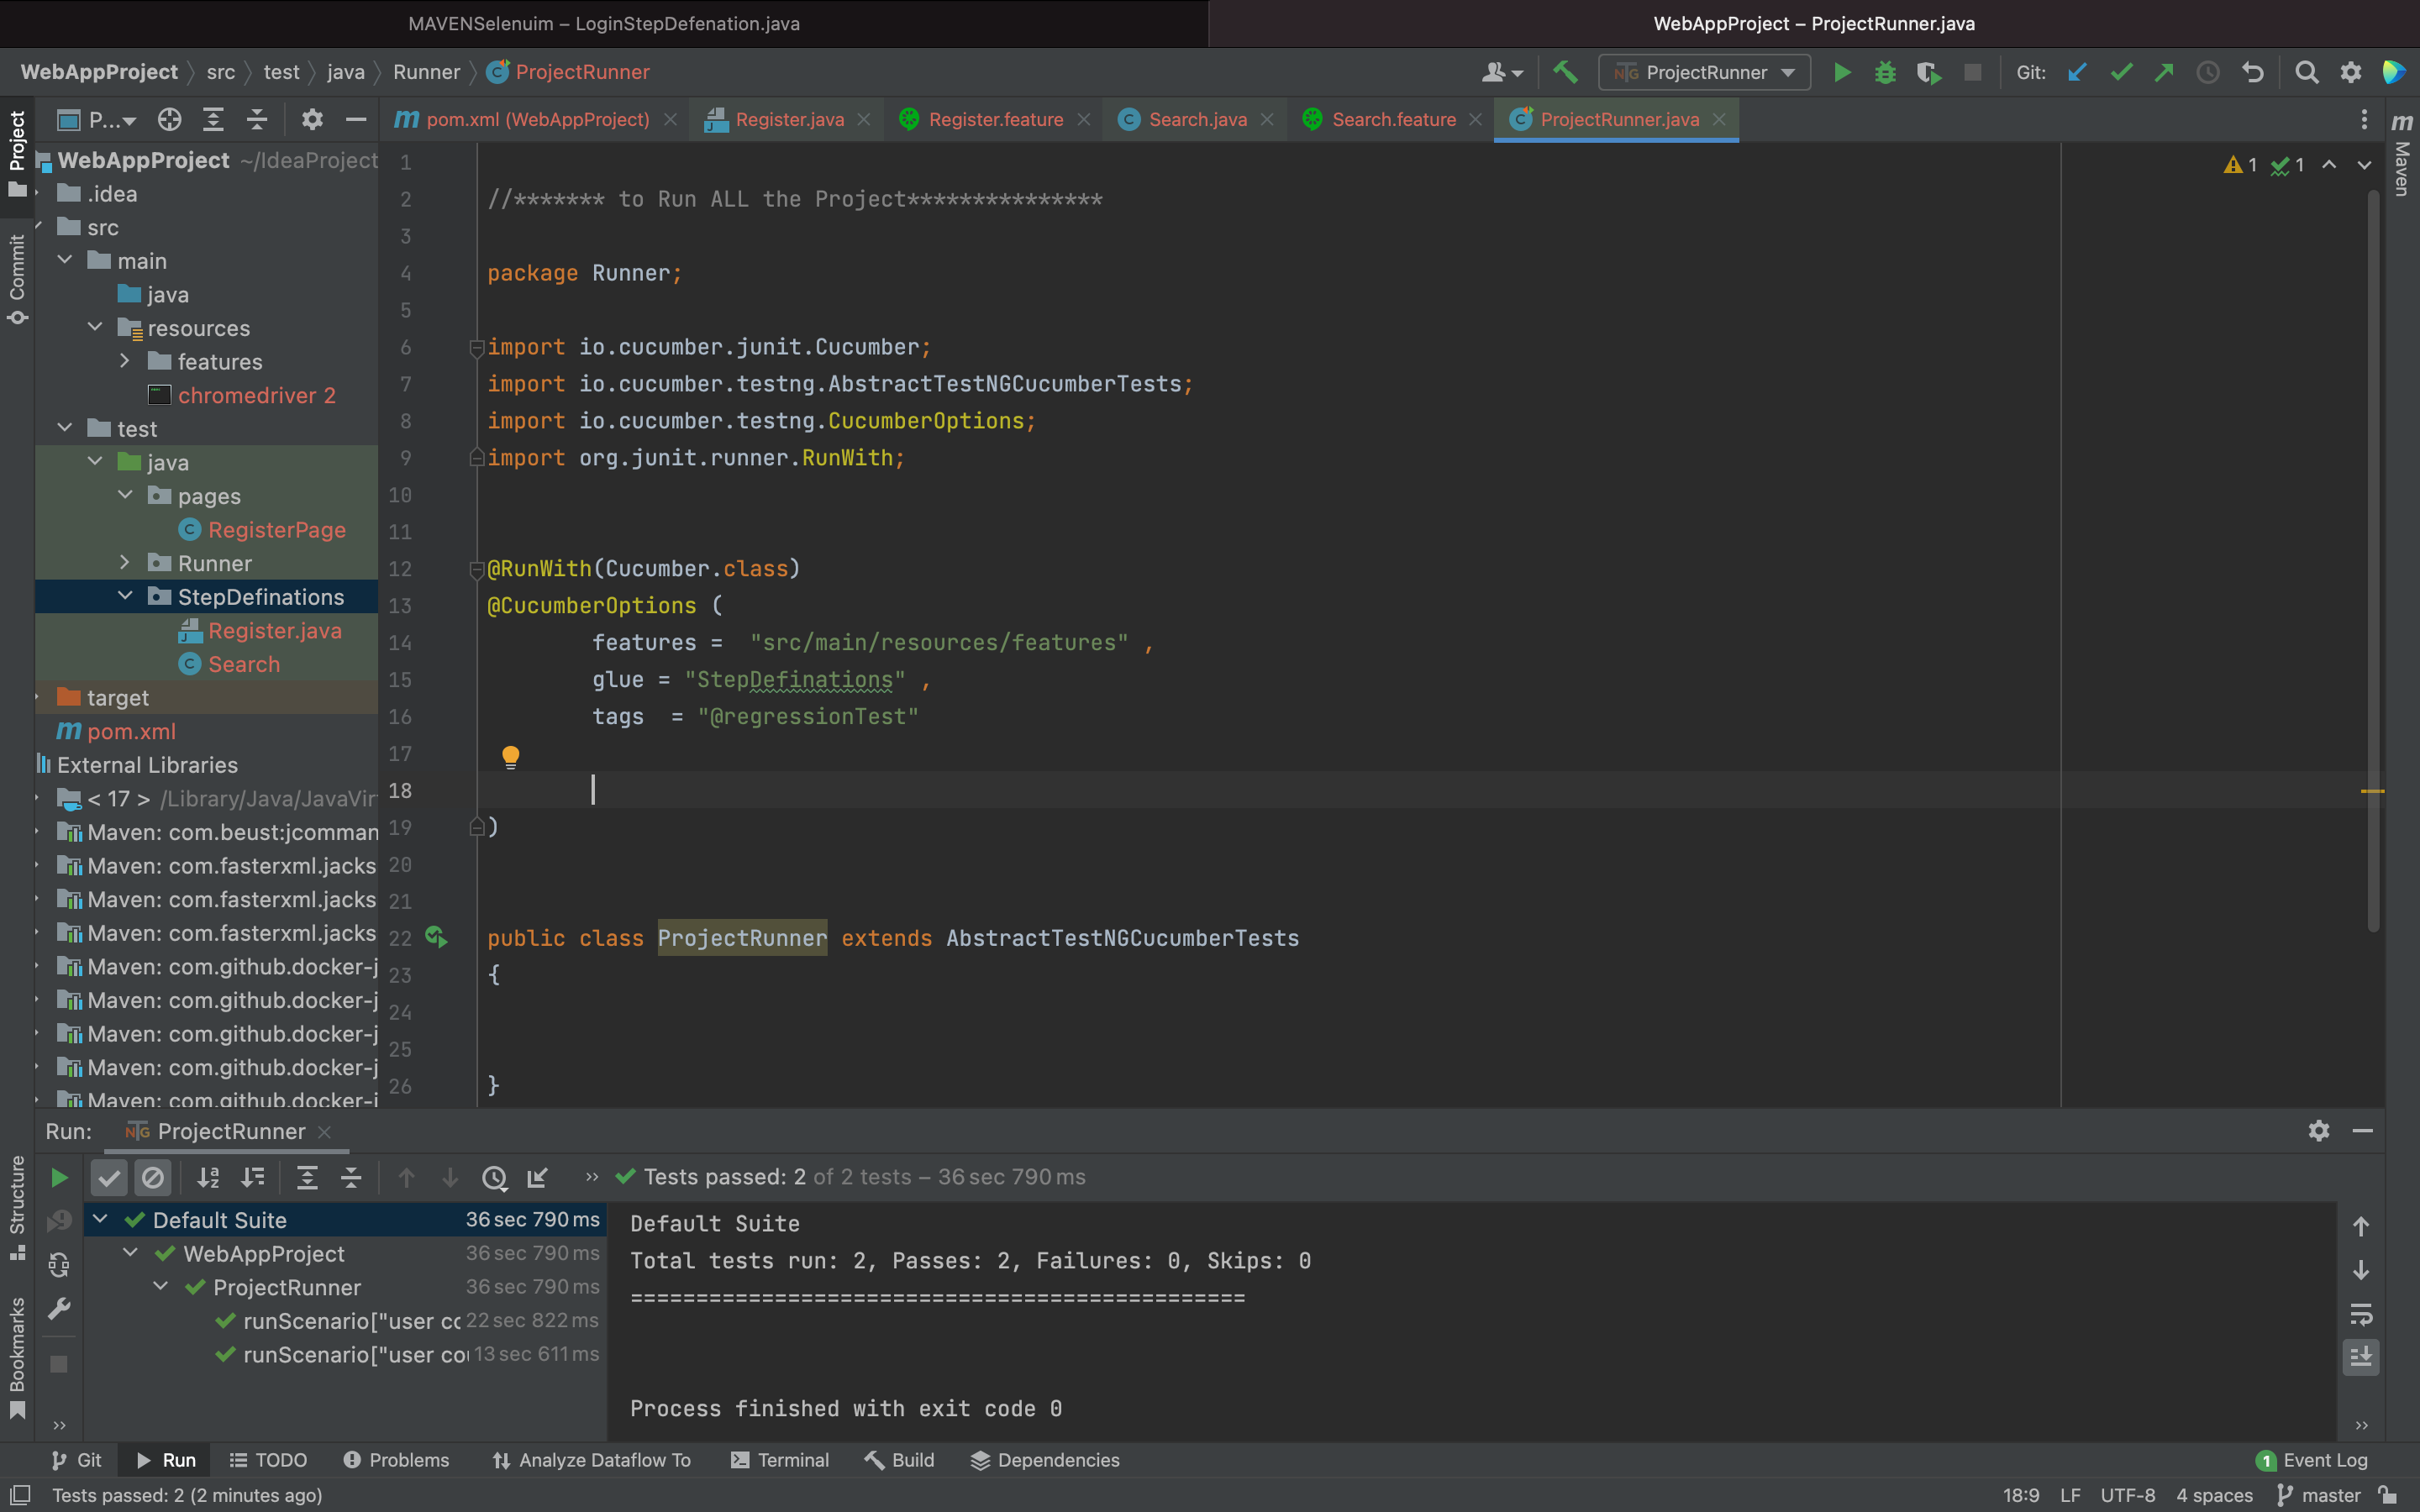 MAVENSelenuim – LoginStepDefenation.java
WebAppProject – ProjectRunner.java
WebAppProject src test java Runner ProjectRunner
ProjectRunner Git:
P...
pom.xml (WebAppProject) Register.java Register.feature Search.java Search.feature ProjectRunner.java
Project
Commit
Structure
Bookmarks
Maven
WebAppProject ~/IdeaProject
.idea
src
main
java
resources
features
chromedriver 2
test
java
pages
RegisterPage
Runner
StepDefinations
Register.java
Search
target
pom.xml
External Libraries
< 17 > /Library/Java/JavaVir
Maven: com.beust:jcomman
Maven: com.fasterxml.jacks
Maven: com.fasterxml.jacks
Maven: com.fasterxml.jacks
Maven: com.github.docker-j
Maven: com.github.docker-j
Maven: com.github.docker-j
Maven: com.github.docker-j
Maven: com.github.docker-j
1 1
1
2 //******* to Run ALL the Project***************
3
4 package Runner;
5
6 import io.cucumber.junit.Cucumber;
7 import io.cucumber.testng.AbstractTestNGCucumberTests;
8 import io.cucumber.testng.CucumberOptions;
9 import org.junit.runner.RunWith;
10
11
12 @RunWith(Cucumber.class)
13 @CucumberOptions (
14 features = "src/main/resources/features" ,
15 glue = "StepDefinations" ,
16 tags = "@regressionTest"
17
18
19 )
20
21
22 public class ProjectRunner extends AbstractTestNGCucumberTests
23 {
24
25
26 }
Run: ProjectRunner
Tests passed: 2 of 2 tests – 36 sec 790 ms
Default Suite 36 sec 790 ms
WebAppProject 36 sec 790 ms
ProjectRunner 36 sec 790 ms
runScenario["user cc 22 sec 822 ms
runScenario["user cou 13 sec 611 ms
Default Suite
Total tests run: 2, Passes: 2, Failures: 0, Skips: 0
===============================================
Process finished with exit code 0
Git Run TODO Problems Analyze Dataflow To Terminal Build Dependencies 1 Event Log
Tests passed: 2 (2 minutes ago) 18:9 LF UTF-8 4 spaces master